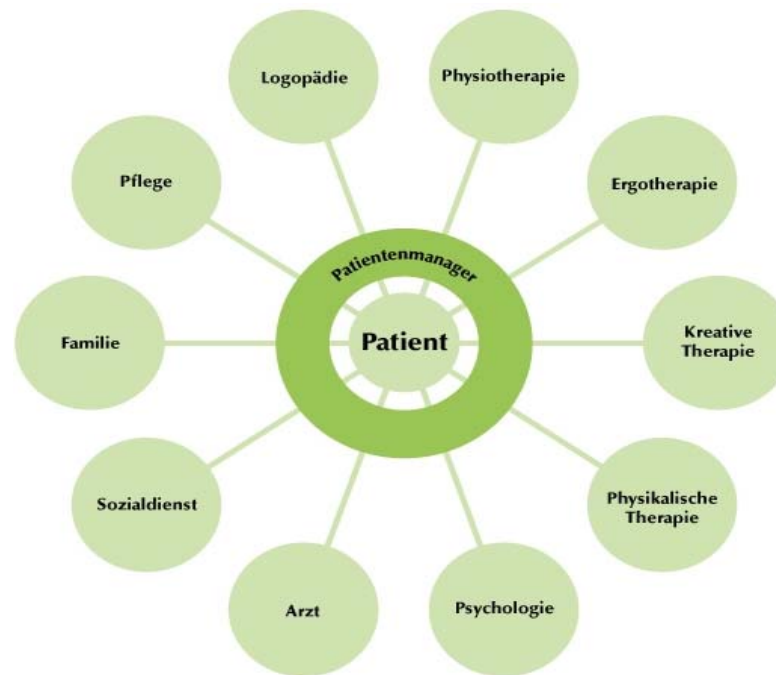 Logopädie
Physiotherapie
Pflege
Ergotherapie
Patientenmanager
Familie
Patient
Kreative
Therapie
Sozialdienst
Physikalische
Therapie
Arzt
Psychologie